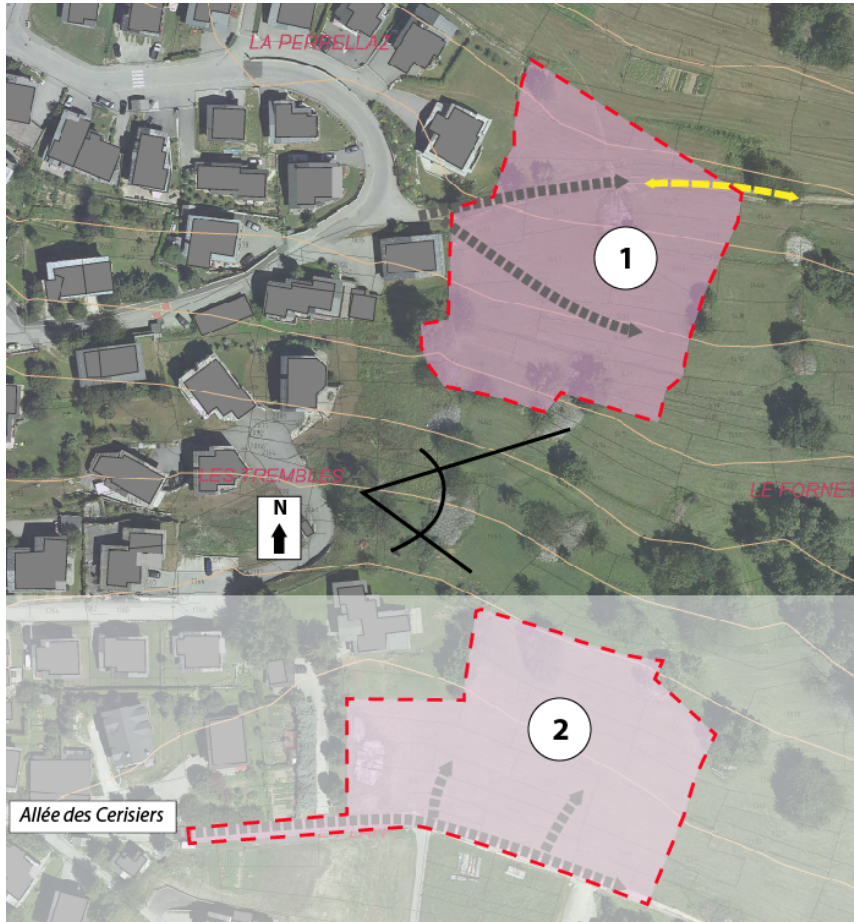 LA PERRELLAZ
1
LES TREMBLES
LE FORNET
N
2
Allée des Cerisiers